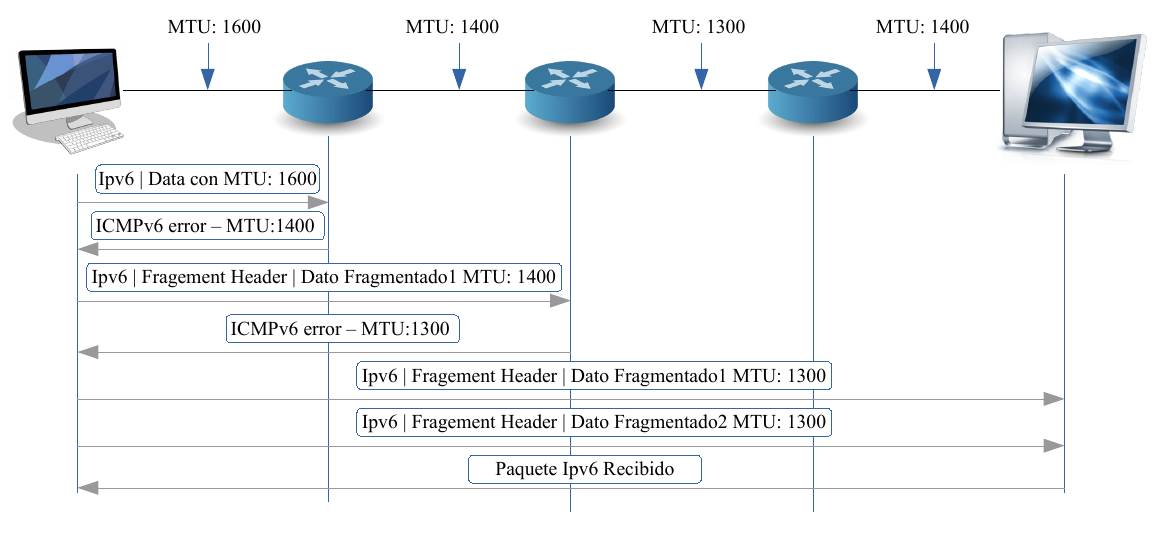 MTU: 1600
MTU: 1400
MTU: 1300
MTU: 1400
Ipv6 | Data con MTU: 1600
ICMPv6 error – MTU:1400
Ipv6 | Fragement Header | Dato Fragmentado1 MTU: 1400
ICMPv6 error – MTU:1300
Ipv6 | Fragement Header | Dato Fragmentado1 MTU: 1300
Ipv6 | Fragement Header | Dato Fragmentado2 MTU: 1300
Paquete Ipv6 Recibido